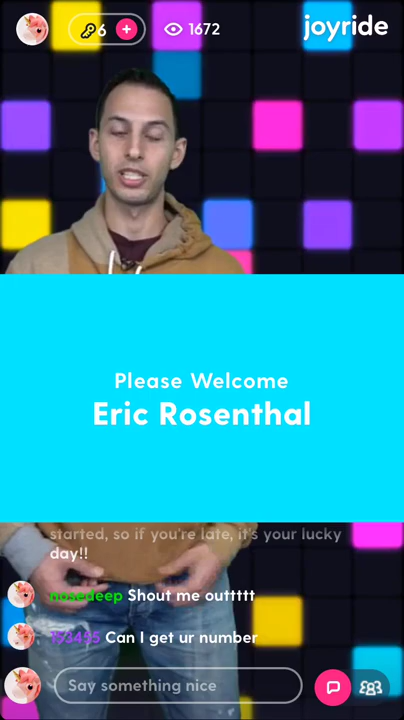 6
1672
joyride
Please Welcome
Eric Rosenthal
started, so if you're late, it's your lucky
day!!
nosedeep Shout me outtttt
153455 Can I get ur number
Say something nice